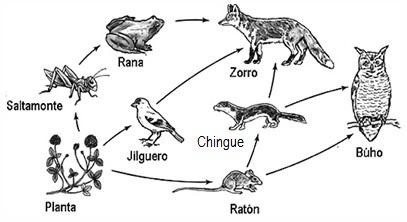 Rana
Zorro
Saltamonte
Jilguero
Chingue
Búho
Planta
Ratón